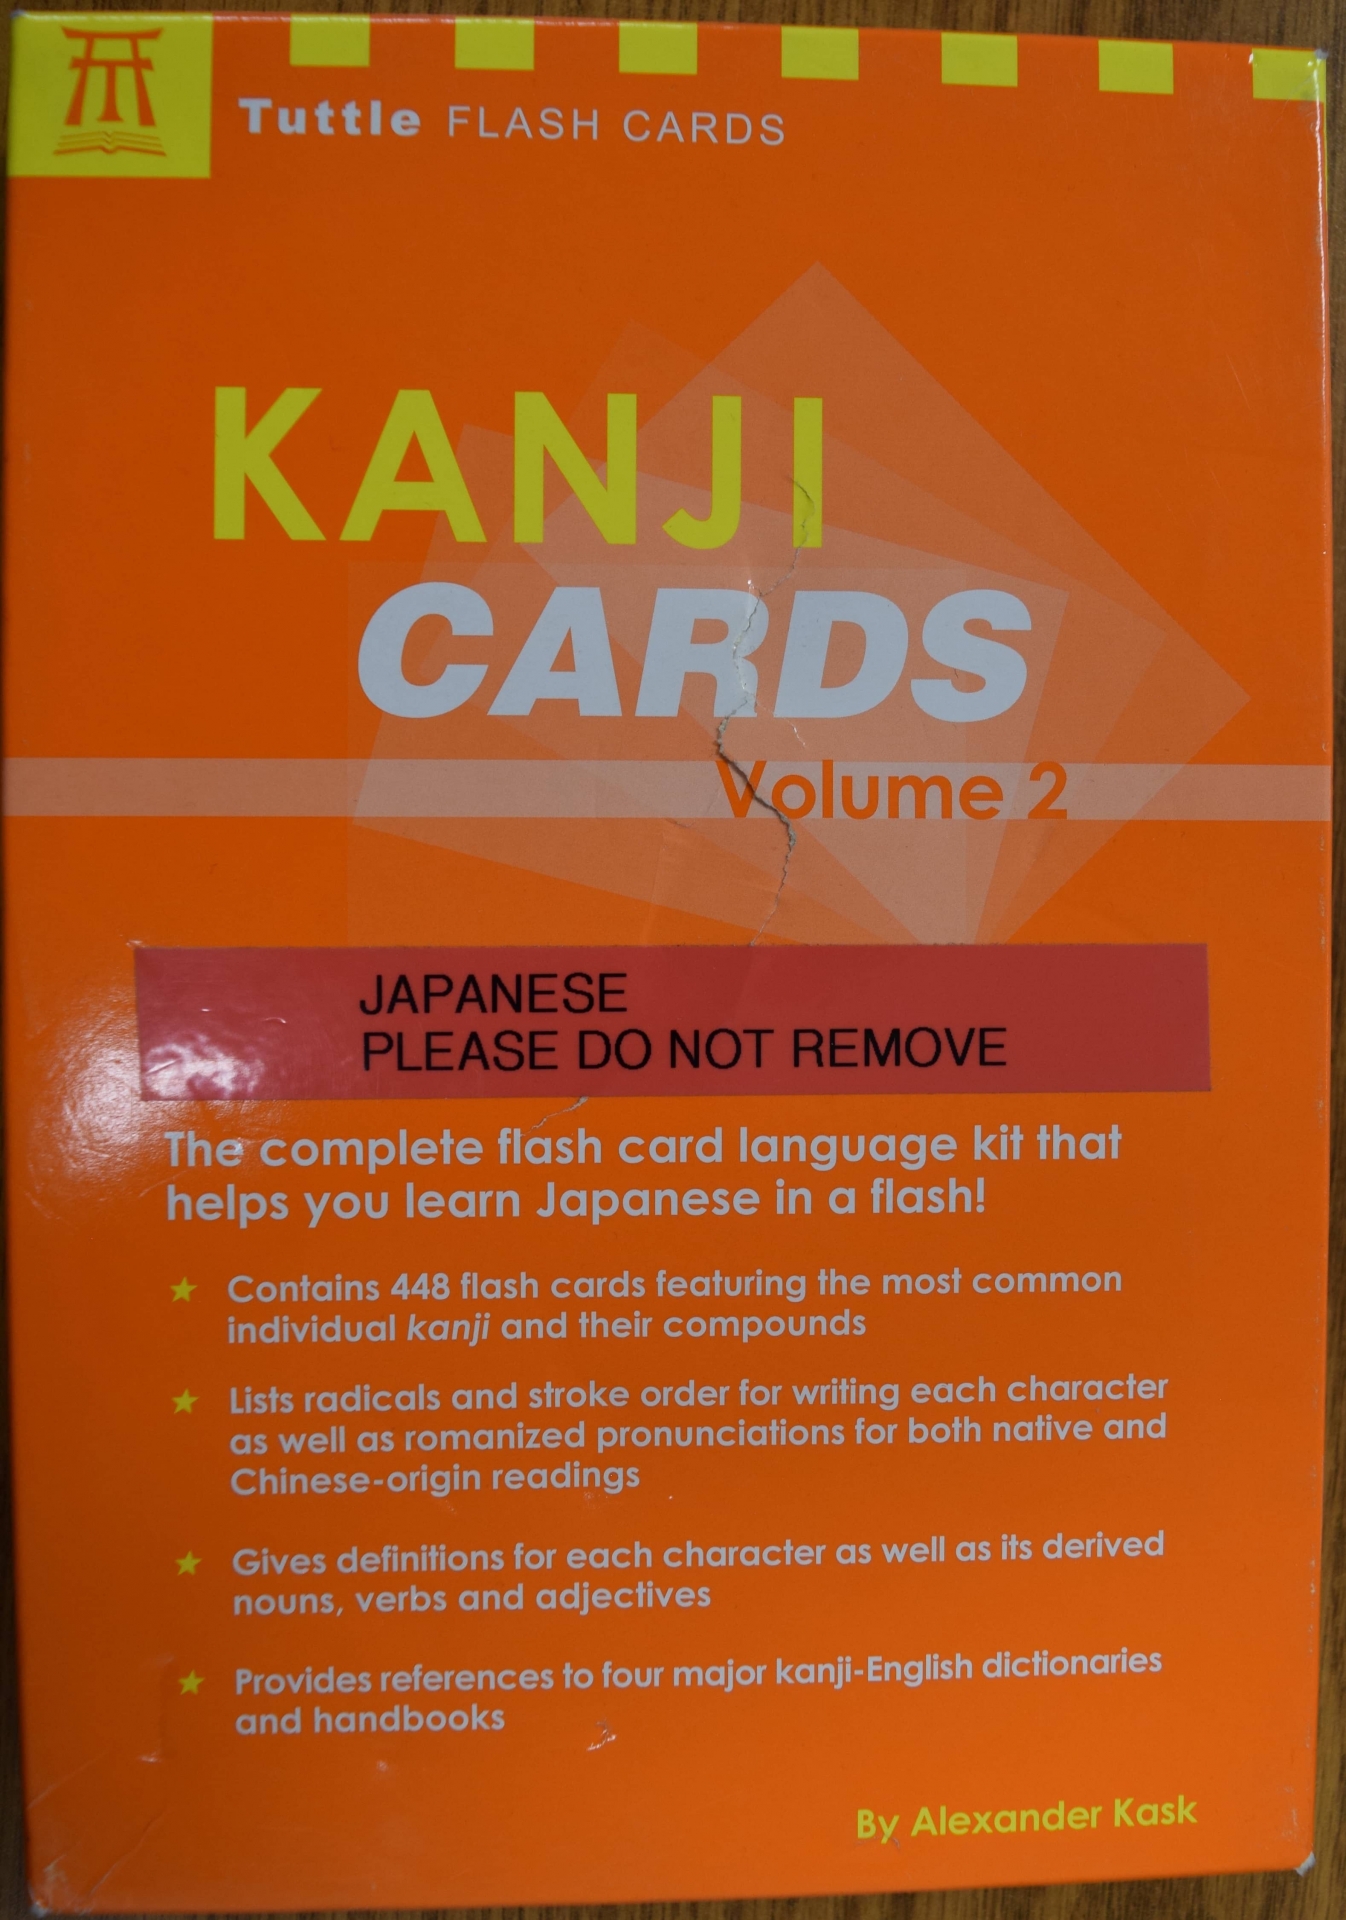 Tuttle FLASH CARDS
KANJI
CARDS
Volume 2
JAPANESE
PLEASE DO NOT REMOVE
The complete flash card language kit that
helps you learn Japanese in a flash!
★ Contains 448 flash cards featuring the most common
individual kanji and their compounds
★ Lists radicals and stroke order for writing each character
as well as romanized pronunciations for both native and
Chinese-origin readings
★ Gives definitions for each character as well as its derived
nouns, verbs and adjectives
★ Provides references to four major kanji-English dictionaries
and handbooks
By Alexander Kask